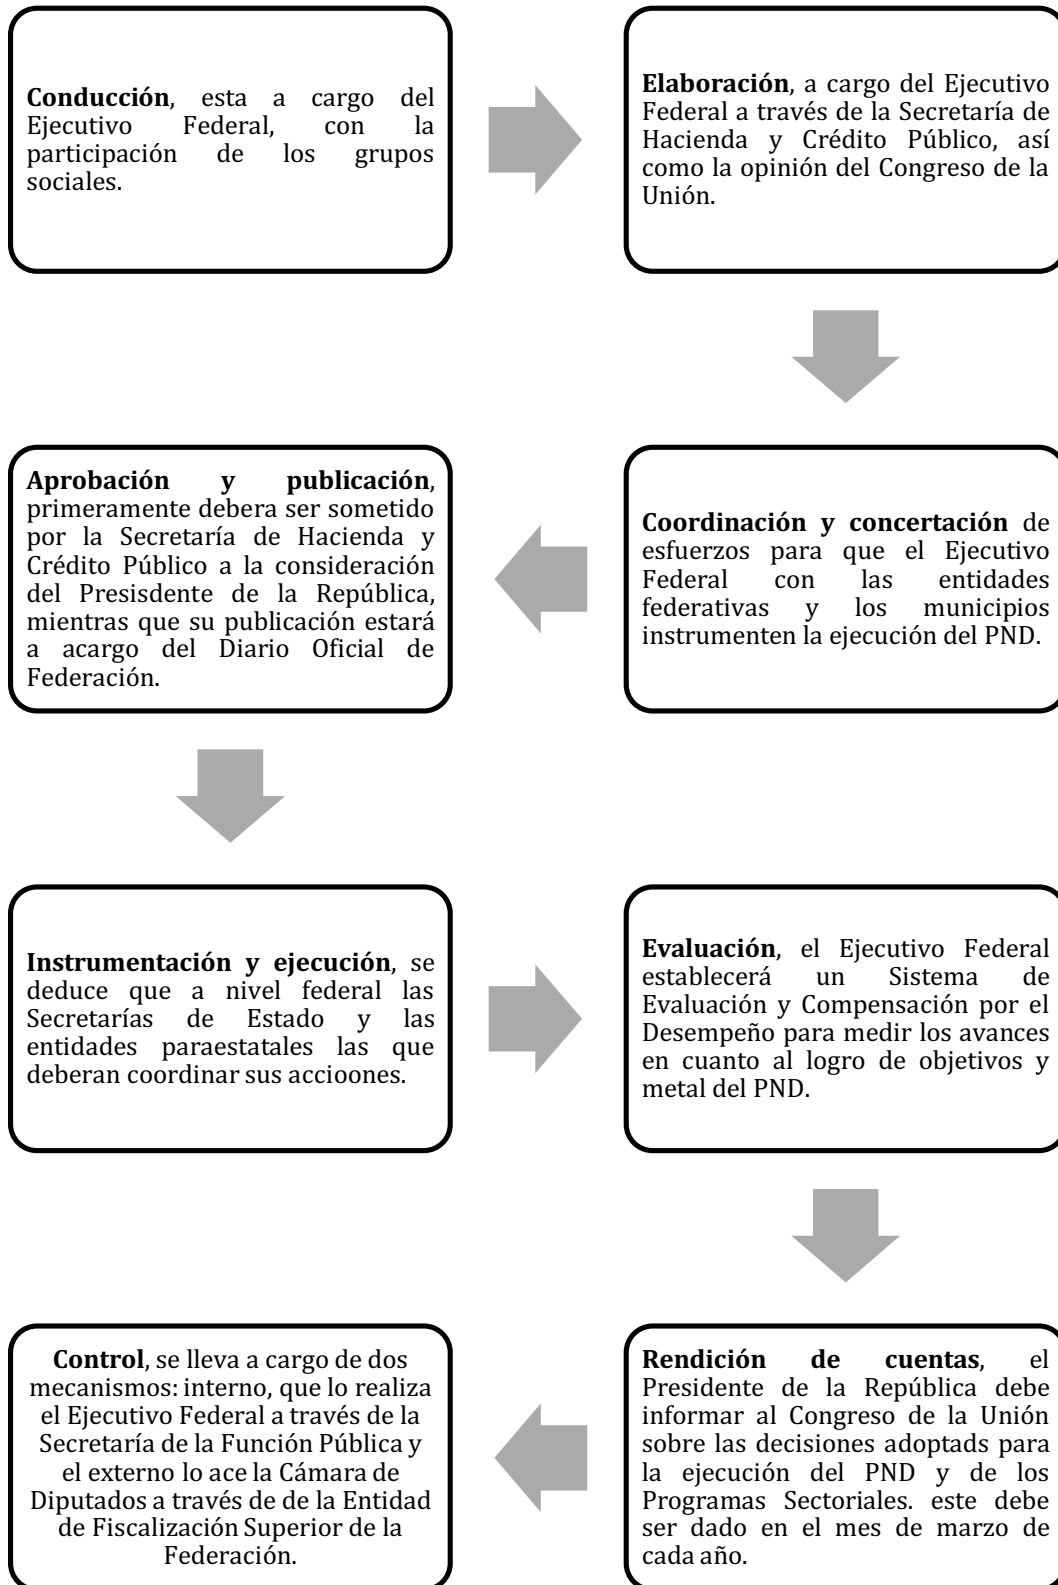 Conducción, esta a cargo del
Ejecutivo Federal, con la
participación de los grupos
sociales.
Elaboración, a cargo del Ejecutivo
Federal a través de la Secretaría de
Hacienda y Crédito Público, así
como la opinión del Congreso de la
Unión.
Coordinación y concertación de
esfuerzos para que el Ejecutivo
Federal con las entidades
federativas y los municipios
instrumenten la ejecución del PND.
Aprobación y publicación,
primeramente debera ser sometido
por la Secretaría de Hacienda y
Crédito Público a la consideración
del Presisdente de la República,
mientras que su publicación estará
a acargo del Diario Oficial de
Federación.
Instrumentación y ejecución, se
deduce que a nivel federal las
Secretarías de Estado y las
entidades paraestatales las que
deberan coordinar sus accioones.
Evaluación, el Ejecutivo Federal
establecerá un Sistema de
Evaluación y Compensación por el
Desempeño para medir los avances
en cuanto al logro de objetivos y
metal del PND.
Rendición de cuentas, el
Presidente de la República debe
informar al Congreso de la Unión
sobre las decisiones adoptads para
la ejecución del PND y de los
Programas Sectoriales. este debe
ser dado en el mes de marzo de
cada año.
Control, se lleva a cargo de dos
mecanismos: interno, que lo realiza
el Ejecutivo Federal a través de la
Secretaría de la Función Pública y
el externo lo ace la Cámara de
Diputados a través de de la Entidad
de Fiscalización Superior de la
Federación.